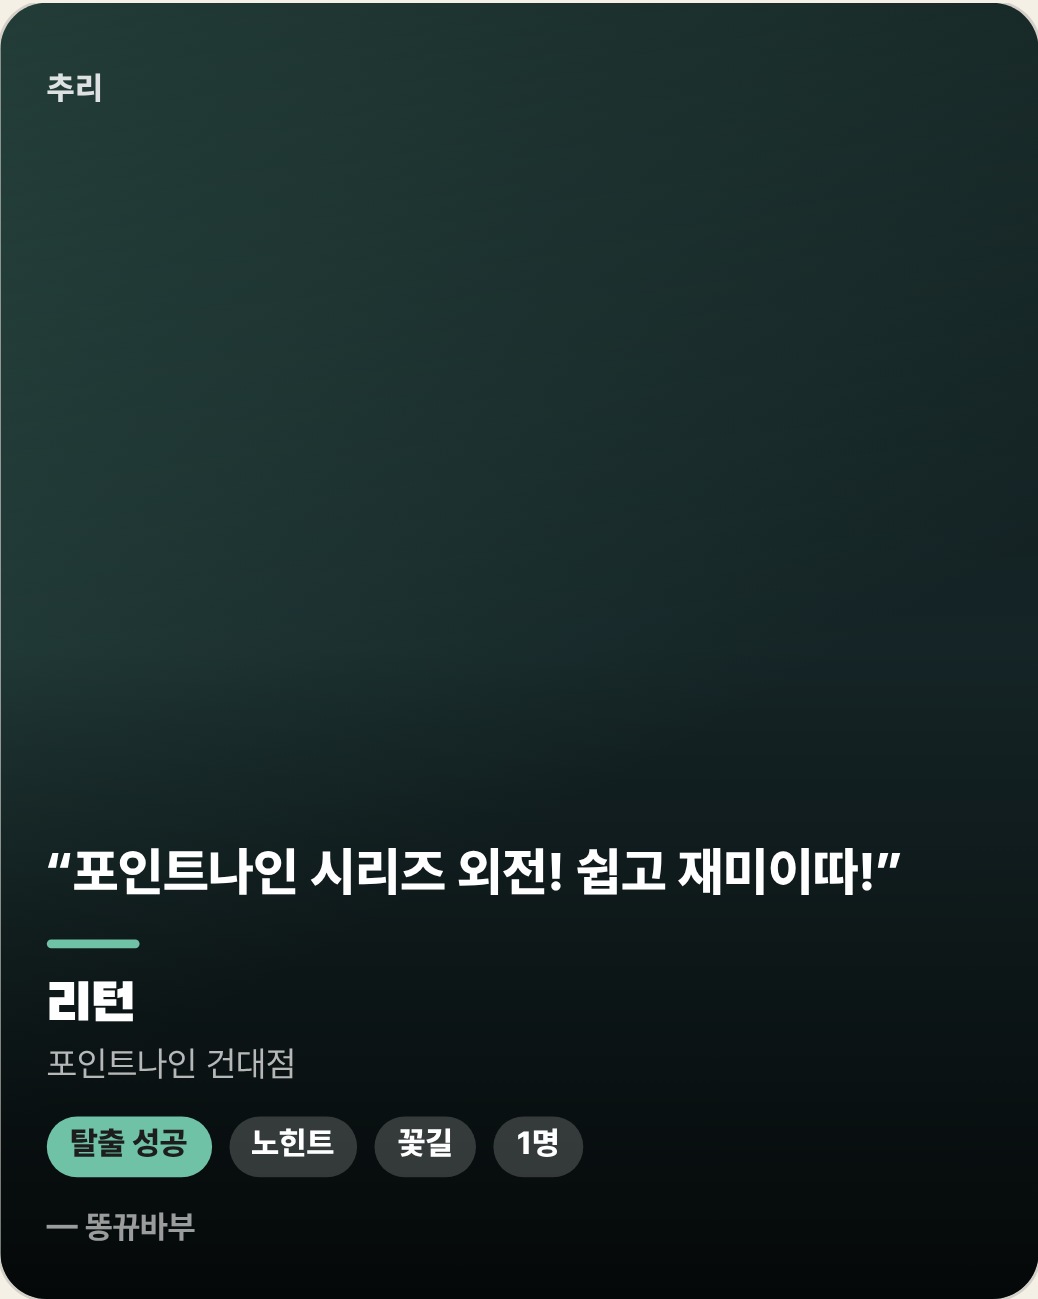 추리
“포인트나인 시리즈 외전! 쉽고 재미이따!”
리턴
포인트나인 건대점
탈출 성공 노힌트 꽃길 1명
— 똥뀨바부